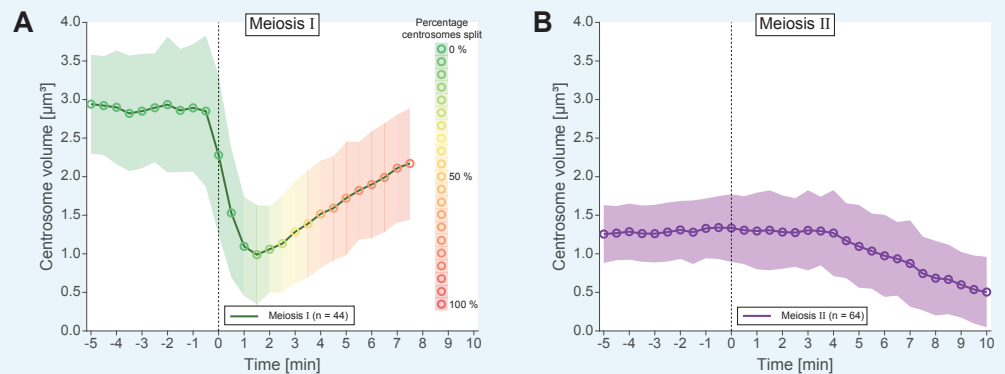 A
Meiosis I
Percentage
centrosomes split
0 %
50 %
100 %
Centrosome volume [µm³]
4.0
3.5
3.0
2.5
2.0
1.5
1.0
0.5
0.0
Meiosis I (n = 44)
-5 -4 -3 -2 -1 0 1 2 3 4 5 6 7 8 9 10
Time [min]
B
Meiosis II
Centrosome volume [µm³]
4.0
3.5
3.0
2.5
2.0
1.5
1.0
0.5
0.0
Meiosis II (n = 64)
-5 -4 -3 -2 -1 0 1 2 3 4 5 6 7 8 9 10
Time [min]